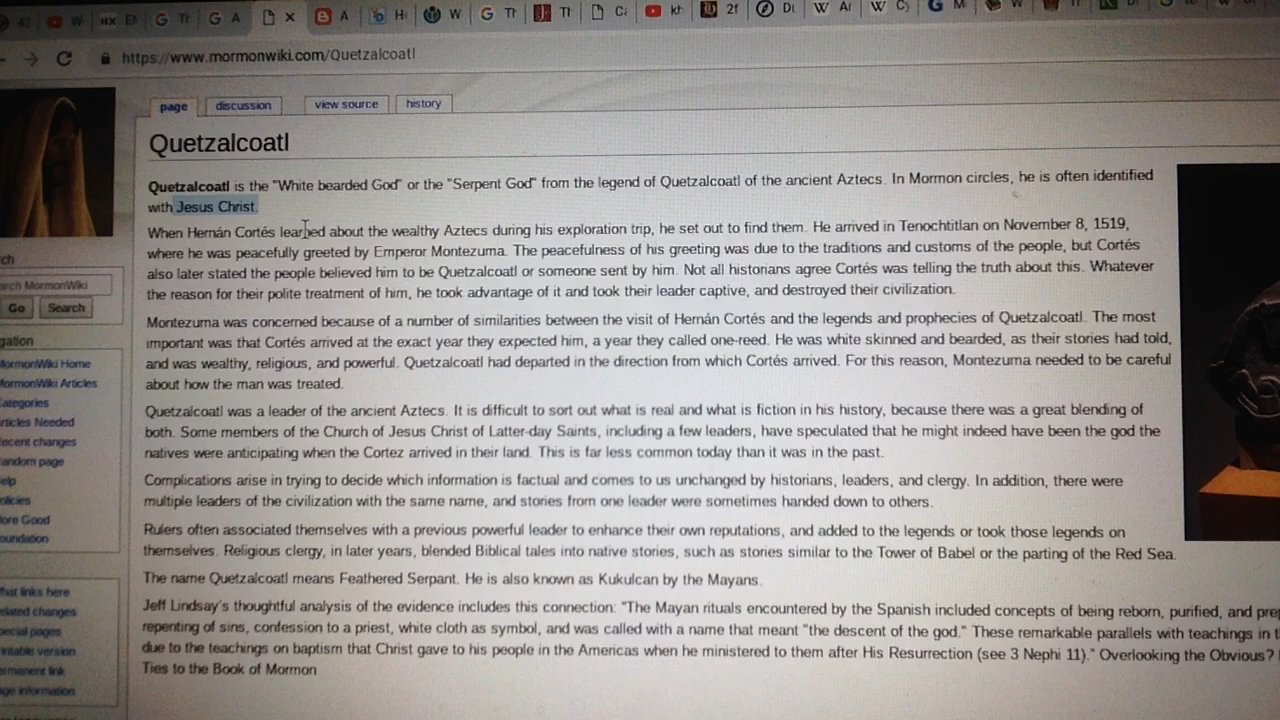 https://www.mormonwiki.com/Quetzalcoatl
page discussion view source history
Quetzalcoatl
Quetzalcoatl is the "White bearded God" or the "Serpent God" from the legend of Quetzalcoatl of the ancient Aztecs. In Mormon circles, he is often identified
with Jesus Christ.
When Hernán Cortés learned about the wealthy Aztecs during his exploration trip, he set out to find them. He arrived in Tenochtitlan on November 8, 1519,
where he was peacefully greeted by Emperor Montezuma. The peacefulness of his greeting was due to the traditions and customs of the people, but Cortés
also later stated the people believed him to be Quetzalcoatl or someone sent by him. Not all historians agree Cortés was telling the truth about this. Whatever
the reason for their polite treatment of him, he took advantage of it and took their leader captive, and destroyed their civilization.
Montezuma was concerned because of a number of similarities between the visit of Hernán Cortés and the legends and prophecies of Quetzalcoatl. The most
important was that Cortés arrived at the exact year they expected him, a year they called one-reed. He was white skinned and bearded, as their stories had told,
and was wealthy, religious, and powerful. Quetzalcoatl had departed in the direction from which Cortés arrived. For this reason, Montezuma needed to be careful
about how the man was treated.
Quetzalcoatl was a leader of the ancient Aztecs. It is difficult to sort out what is real and what is fiction in his history, because there was a great blending of
both. Some members of the Church of Jesus Christ of Latter-day Saints, including a few leaders, have speculated that he might indeed have been the god the
natives were anticipating when the Cortez arrived in their land. This is far less common today than it was in the past.
Complications arise in trying to decide which information is factual and comes to us unchanged by historians, leaders, and clergy. In addition, there were
multiple leaders of the civilization with the same name, and stories from one leader were sometimes handed down to others.
Rulers often associated themselves with a previous powerful leader to enhance their own reputations, and added to the legends or took those legends on
themselves. Religious clergy, in later years, blended Biblical tales into native stories, such as stories similar to the Tower of Babel or the parting of the Red Sea.
The name Quetzalcoatl means Feathered Serpant. He is also known as Kukulcan by the Mayans.
Jeff Lindsay's thoughtful analysis of the evidence includes this connection: "The Mayan rituals encountered by the Spanish included concepts of being reborn, purified, and
repenting of sins, confession to a priest, white cloth as symbol, and was called with a name that meant "the descent of the god." These remarkable parallels with teachings in
due to the teachings on baptism that Christ gave to his people in the Americas when he ministered to them after His Resurrection (see 3 Nephi 11)." Overlooking the Obvious?
Ties to the Book of Mormon
MormonWiki
Go Search
MormonWiki Home
MormonWiki Articles
Categories
Articles Needed
recent changes
random page
help
policies
More Good
Foundation
What links here
related changes
special pages
printable version
permanent link
page information